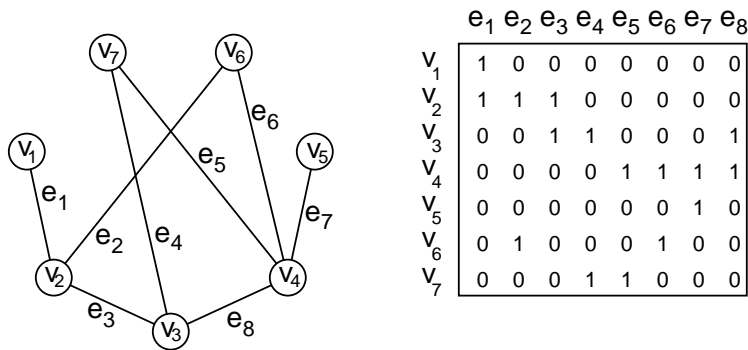 v7 v6
v1 v5
e6
e5
e1 e7
e2 e4
v2 v4
e3 e8
v3
e1 e2 e3 e4 e5 e6 e7 e8
v1 1 0 0 0 0 0 0 0
v2 1 1 1 0 0 0 0 0
v3 0 0 1 1 0 0 0 1
v4 0 0 0 0 1 1 1 1
v5 0 0 0 0 0 0 1 0
v6 0 1 0 0 0 1 0 0
v7 0 0 0 1 1 0 0 0